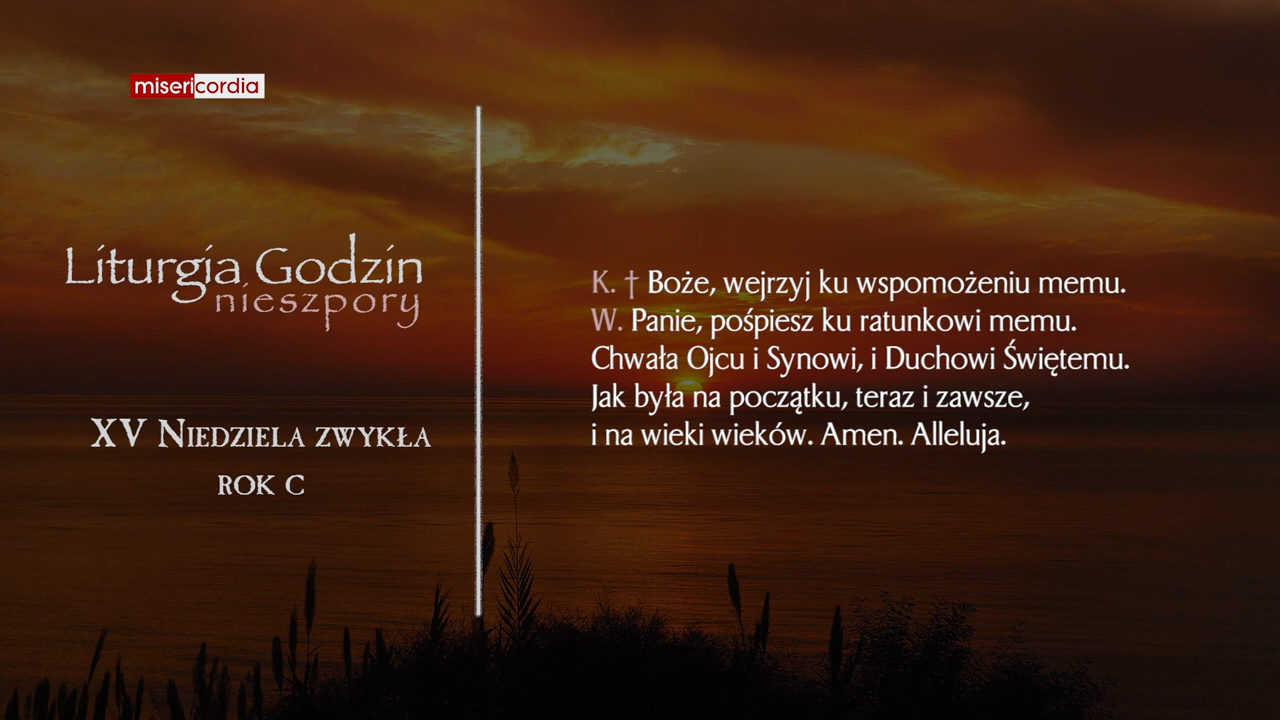 misericordia
Liturgia Godzin
nieszpory
XV Niedziela zwykła
rok C
K. † Boże, wejrzyj ku wspomożeniu memu.
W. Panie, pośpiesz ku ratunkowi memu.
Chwała Ojcu i Synowi, i Duchowi Świętemu.
Jak była na początku, teraz i zawsze,
i na wieki wieków. Amen. Alleluja.